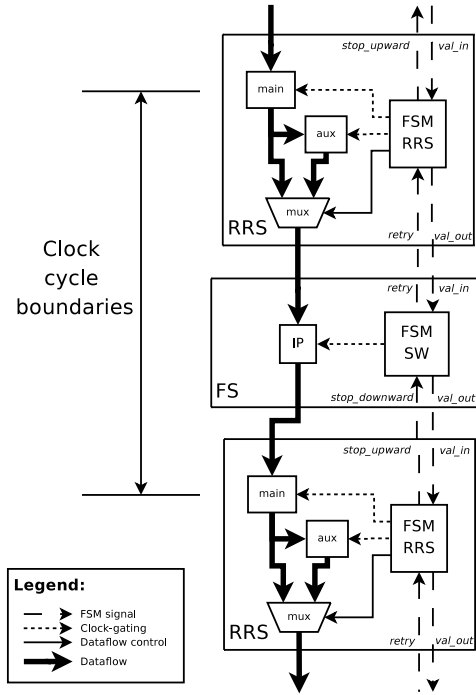 stop_upward
val_in
main
FSM
RRS
aux
mux
RRS
retry
val_out
Clock
cycle
boundaries
retry
val_in
IP
FSM
SW
FS
stop_downward
val_out
stop_upward
val_in
main
FSM
RRS
aux
mux
RRS
retry
val_out
Legend:
FSM signal
Clock-gating
Dataflow control
Dataflow